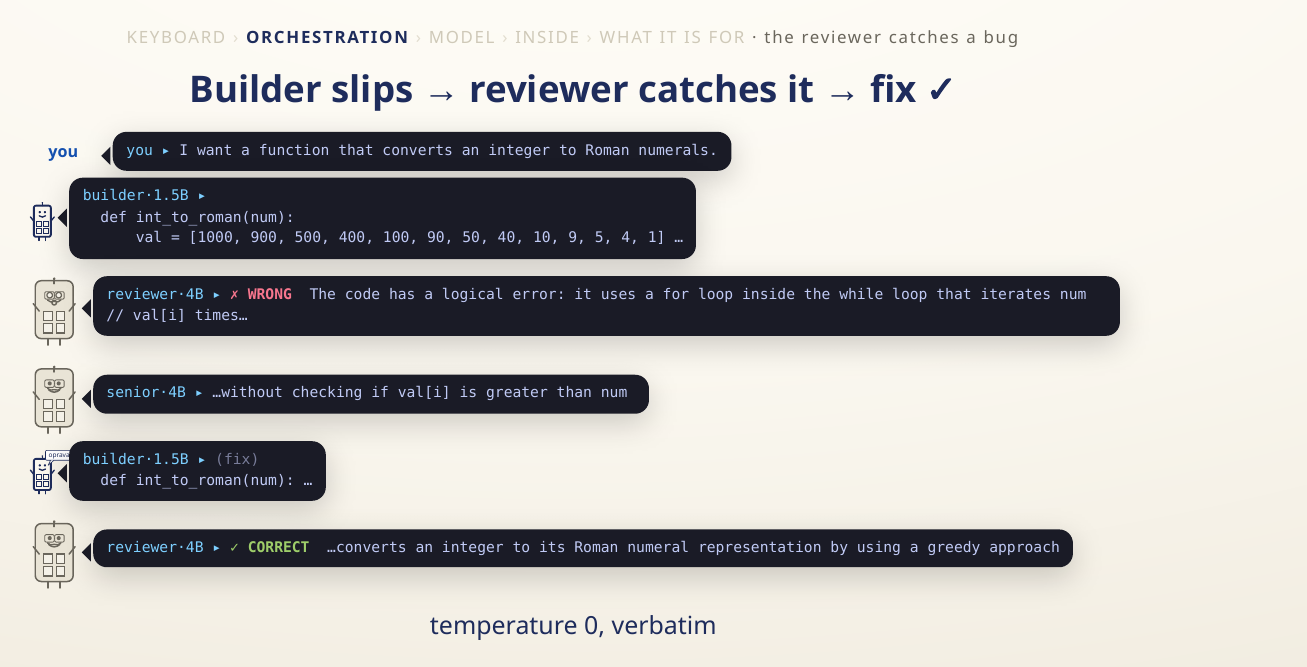 KEYBOARD › ORCHESTRATION › MODEL › INSIDE › WHAT IT IS FOR · the reviewer catches a bug
Builder slips → reviewer catches it → fix ✓
you
you ▸ I want a function that converts an integer to Roman numerals.
builder·1.5B ▸
def int_to_roman(num):
val = [1000, 900, 500, 400, 100, 90, 50, 40, 10, 9, 5, 4, 1] …
reviewer·4B ▸ ✗ WRONG The code has a logical error: it uses a for loop inside the while loop that iterates num
// val[i] times…
senior·4B ▸ …without checking if val[i] is greater than num
builder·1.5B ▸ (fix)
def int_to_roman(num): …
reviewer·4B ▸ ✓ CORRECT …converts an integer to its Roman numeral representation by using a greedy approach
temperature 0, verbatim